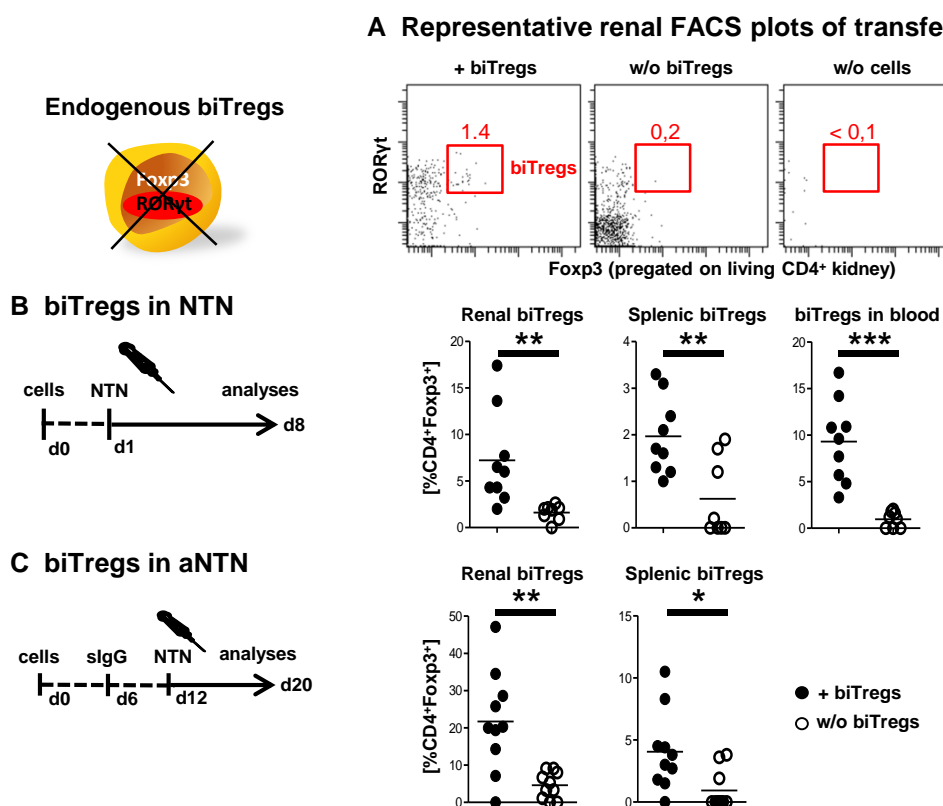 A Representative renal FACS plots of transfe
+ biTregs w/o biTregs w/o cells
Endogenous biTregs
Foxp3
RORγt
RORγt
1.4
biTregs
0,2
< 0,1
Foxp3 (pregated on living CD4⁺ kidney)
B biTregs in NTN
cells NTN analyses
d0 d1 d8
Renal biTregs
**
[%CD4⁺Foxp3⁺]
20
15
10
5
0
Splenic biTregs
**
4
3
2
1
0
biTregs in blood
***
20
15
10
5
0
C biTregs in aNTN
cells sIgG NTN analyses
d0 d6 d12 d20
Renal biTregs
**
[%CD4⁺Foxp3⁺]
50
40
30
20
10
0
Splenic biTregs
*
15
10
5
0
+ biTregs
w/o biTregs